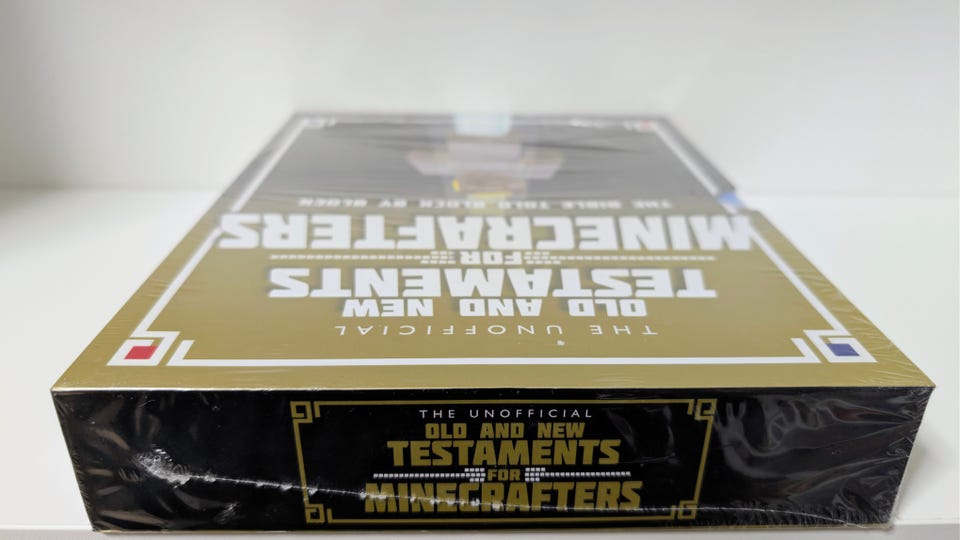 THE UNOFFICIAL
OLD AND NEW
TESTAMENTS
FOR
MINECRAFTERS
THE BIBLE TOLD BLOCK BY BLOCK
THE UNOFFICIAL
OLD AND NEW
TESTAMENTS
FOR
MINECRAFTERS